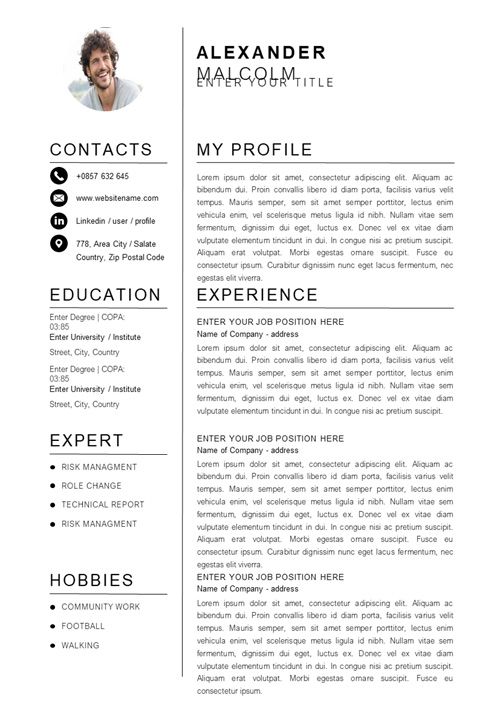 ALEXANDER
MALCOLM
ENTER YOUR TITLE
CONTACTS
+0857 632 645
www.websitename.com
Linkedin / user / profile
778, Area City / Salate
Country, Zip Postal Code
EDUCATION
Enter Degree | COPA:
03:85
Enter University / Institute
Street, City, Country
Enter Degree | COPA:
03:85
Enter University / Institute
Street, City, Country
EXPERT
RISK MANAGMENT
ROLE CHANGE
TECHNICAL REPORT
RISK MANAGMENT
HOBBIES
COMMUNITY WORK
FOOTBALL
WALKING
MY PROFILE
Lorem ipsum dolor sit amet, consectetur adipiscing elit. Aliquam ac
bibendum dui. Proin convallis libero id diam porta, facilisis varius velit
tempus. Mauris semper, sem sit amet semper porttitor, lectus enim
vehicula enim, vel scelerisque metus ligula id nibh. Nullam vitae sem
fermentum, dignissim dui eget, luctus ex. Donec vel ex vitae diam
vulputate elementum tincidunt in dui. In congue nisi ac pretium suscipit.
Aliquam erat volutpat. Morbi egestas ornare suscipit. Fusce eu
consectetur ipsum. Curabitur dignissim nunc eget lacus fermentum, nec
egestas elit viverra.
EXPERIENCE
ENTER YOUR JOB POSITION HERE
Name of Company - address
Lorem ipsum dolor sit amet, consectetur adipiscing elit. Aliquam ac
bibendum dui. Proin convallis libero id diam porta, facilisis varius velit
tempus. Mauris semper, sem sit amet semper porttitor, lectus enim
vehicula enim, vel scelerisque metus ligula id nibh. Nullam vitae sem
fermentum, dignissim dui eget, luctus ex. Donec vel ex vitae diam
vulputate elementum tincidunt in dui. In congue nisi ac pretium suscipit.
ENTER YOUR JOB POSITION HERE
Name of Company - address
Lorem ipsum dolor sit amet, consectetur adipiscing elit. Aliquam ac
bibendum dui. Proin convallis libero id diam porta, facilisis varius velit
tempus. Mauris semper, sem sit amet semper porttitor, lectus enim
vehicula enim, vel scelerisque metus ligula id nibh. Nullam vitae sem
fermentum, dignissim dui eget, luctus ex. Donec vel ex vitae diam
vulputate elementum tincidunt in dui. In congue nisi ac pretium suscipit.
Aliquam erat volutpat. Morbi egestas ornare suscipit. Fusce eu
consectetur ipsum. Curabitur dignissim nunc eget lacus fermentum, nec
egestas elit viverra.
ENTER YOUR JOB POSITION HERE
Name of Company - address
Lorem ipsum dolor sit amet, consectetur adipiscing elit. Aliquam ac
bibendum dui. Proin convallis libero id diam porta, facilisis varius velit
tempus. Mauris semper, sem sit amet semper porttitor, lectus enim
vehicula enim, vel scelerisque metus ligula id nibh. Nullam vitae sem
fermentum, dignissim dui eget, luctus ex. Donec vel ex vitae diam
vulputate elementum tincidunt in dui. In congue nisi ac pretium suscipit.
Aliquam erat volutpat. Morbi egestas ornare suscipit. Fusce eu
consectetur ipsum.